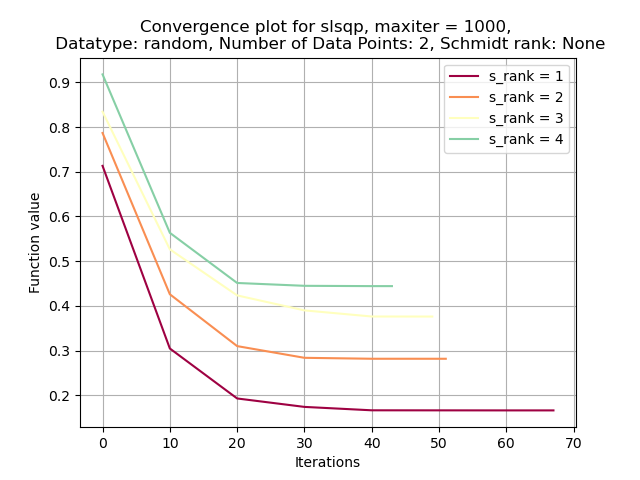 Convergence plot for slsqp, maxiter = 1000,
Datatype: random, Number of Data Points: 2, Schmidt rank: None
s_rank = 1
s_rank = 2
s_rank = 3
s_rank = 4
Function value
0.9
0.8
0.7
0.6
0.5
0.4
0.3
0.2
0 10 20 30 40 50 60 70
Iterations